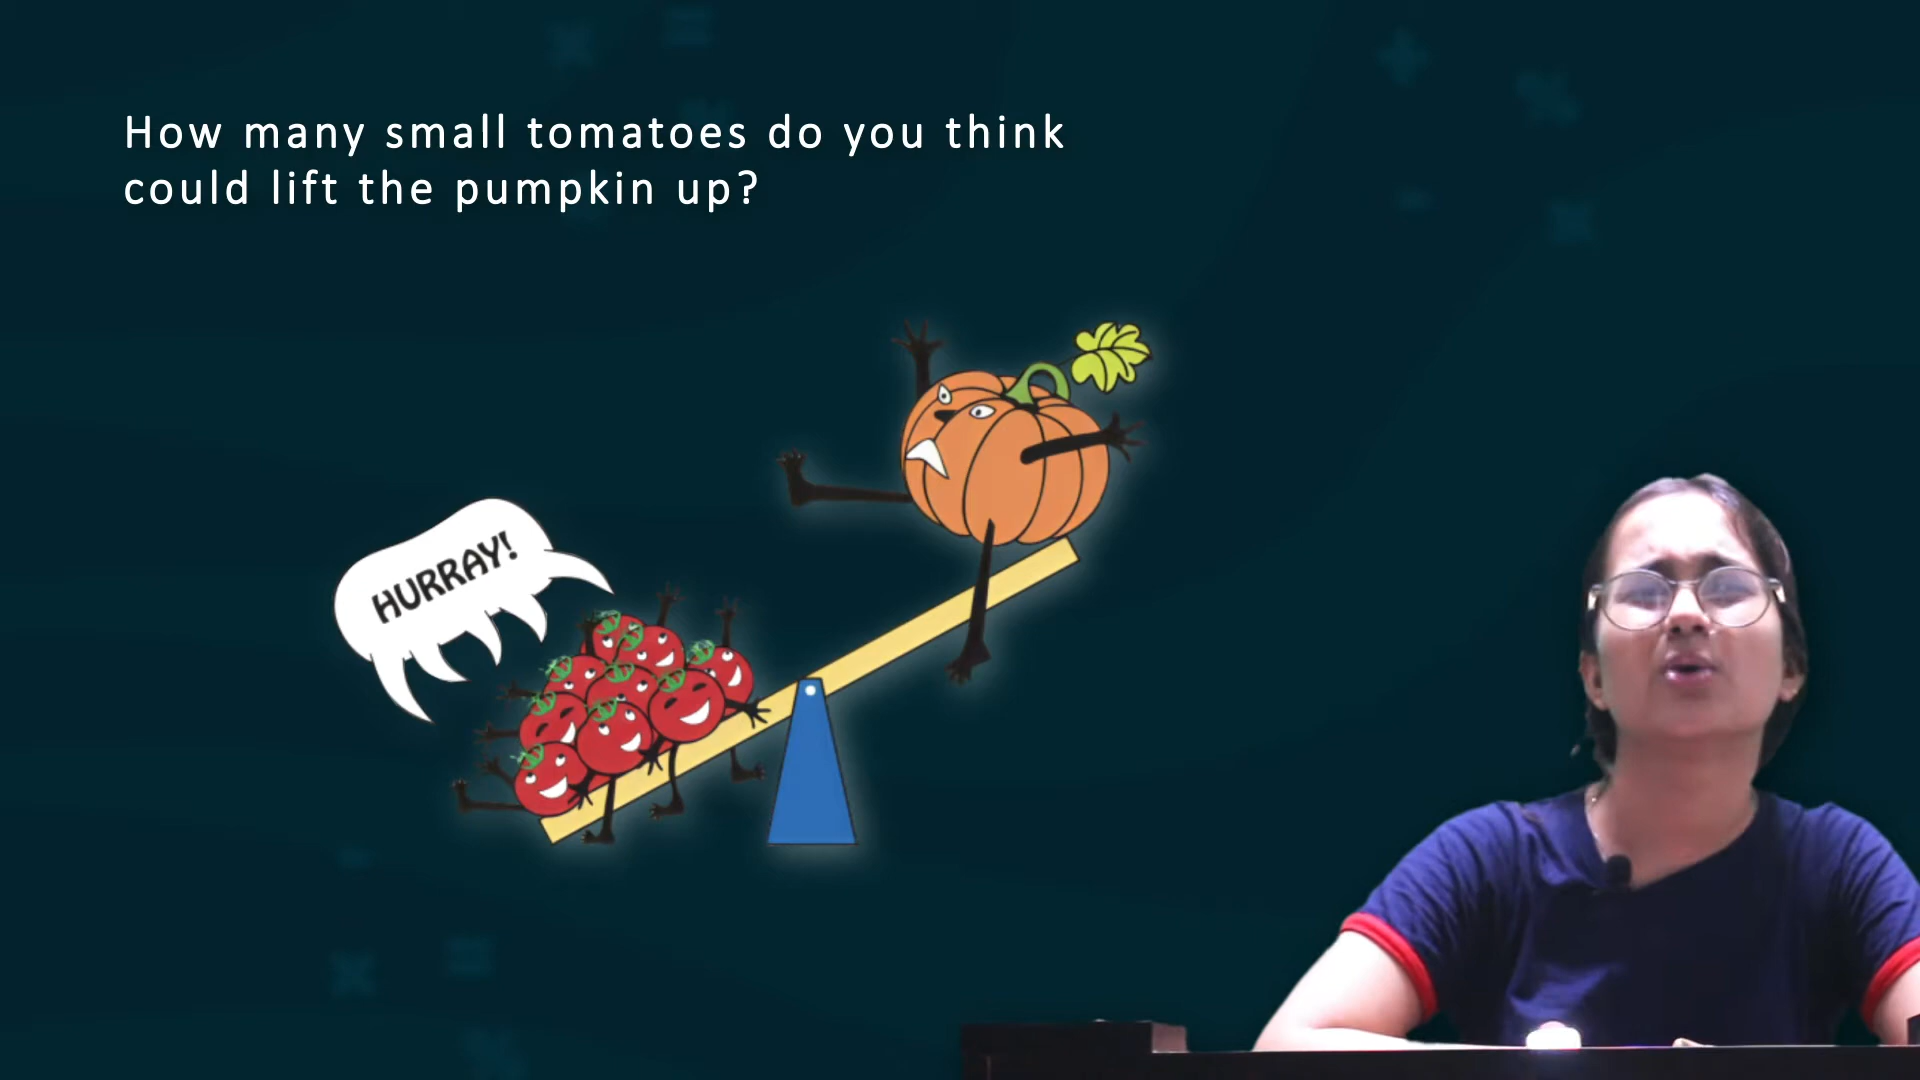 How many small tomatoes do you think
could lift the pumpkin up?
HURRAY!